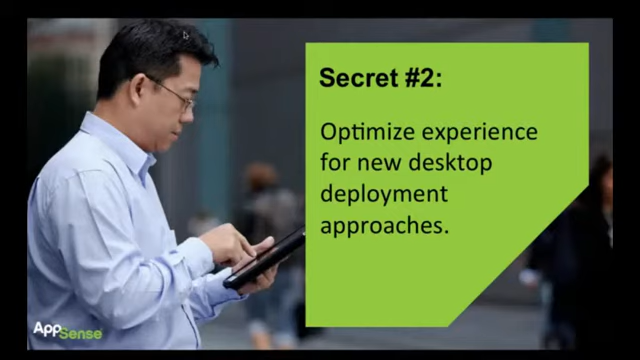 Secret #2:
Optimize experience
for new desktop
deployment
approaches.
AppSense